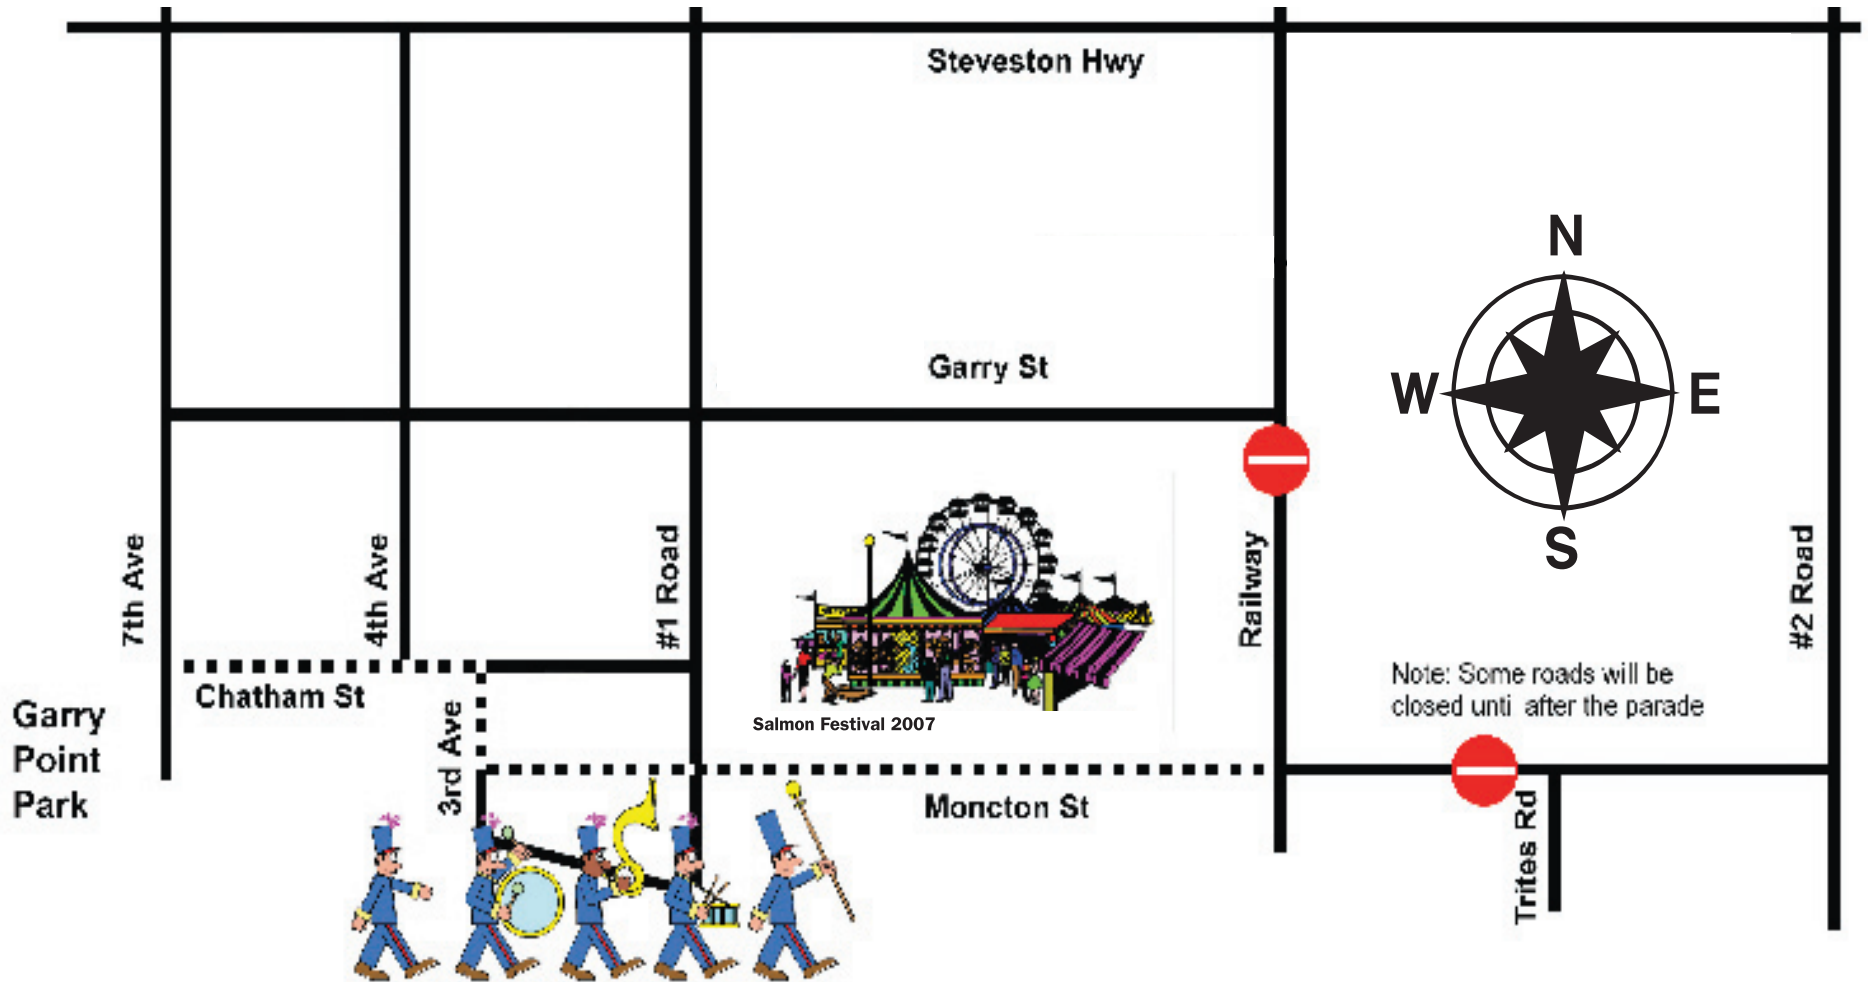 Steveston Hwy
N
Garry St
W
E
S
7th Ave
4th Ave
#1 Road
Railway
#2 Road
Note: Some roads will be
closed unti after the parade
Chatham St
Salmon Festival 2007
Garry
Point
Park
3rd Ave
Moncton St
Trites Rd